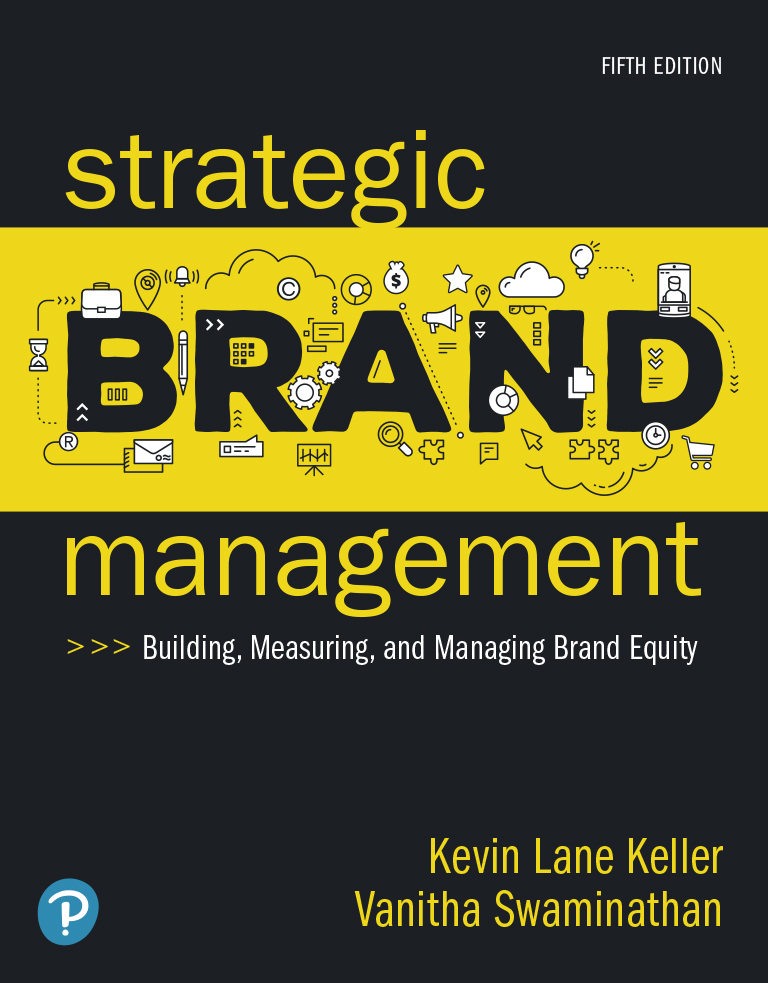 FIFTH EDITION
strategic
BRAND
management
>>> Building, Measuring, and Managing Brand Equity
Kevin Lane Keller
Vanitha Swaminathan